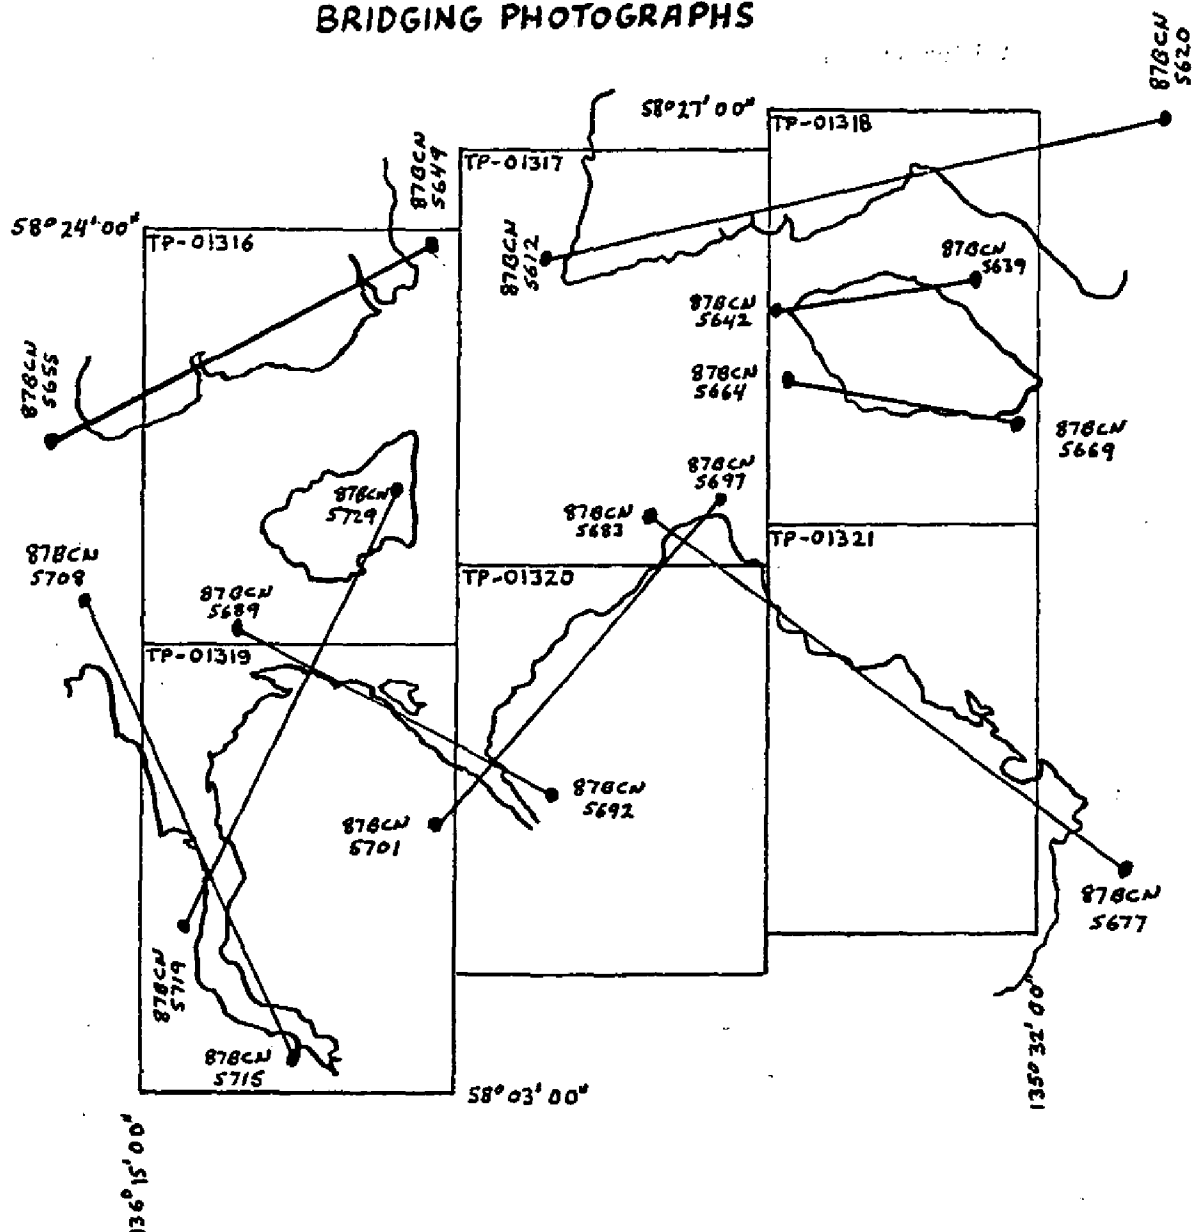 BRIDGING PHOTOGRAPHS
87BCN
5620
58°27'00"
TP-01318
87BCN
5649
TP-01317
58°24'00"
TP-01316
87BCN
5612
87BCN
5639
87BCN
5642
87BCN
5655
87BCN
5664
87BCN
5669
87BCN
5697
87BCN
5729
87BCN
5683
TP-01321
87BCN
5708
TP-01320
87BCN
5689
TP-01319
87BCN
5692
87BCN
5701
87BCN
5677
87BCN
5719
87BCN
5715
58°03'00"
135°32'00"
136°15'00"